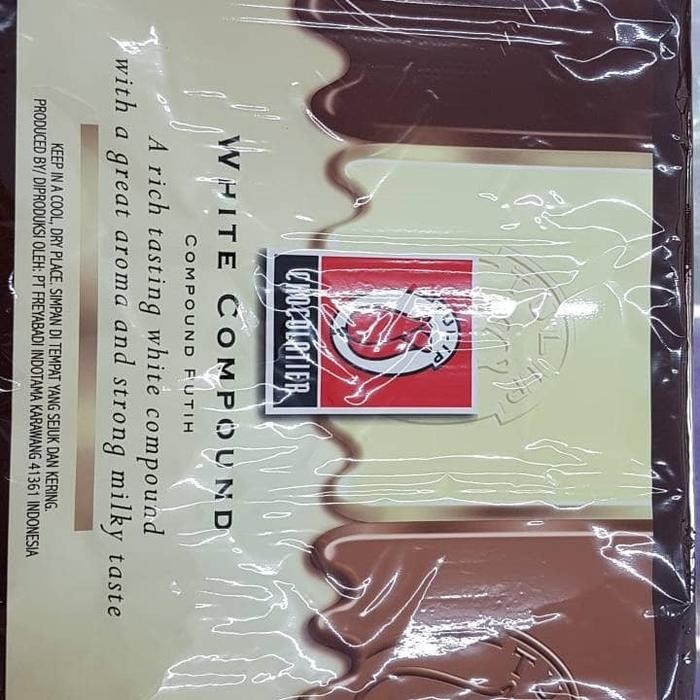 TULIP
CHOCOLATIER
WHITE COMPOUND
COMPOUND PUTIH
A rich tasting white compound
with a great aroma and strong milky taste
KEEP IN A COOL, DRY PLACE. SIMPAN DI TEMPAT YANG SEJUK DAN KERING.
PRODUCED BY/ DIPRODUKSI OLEH: PT FREYABADI INDOTAMA KARAWANG 41361 INDONESIA